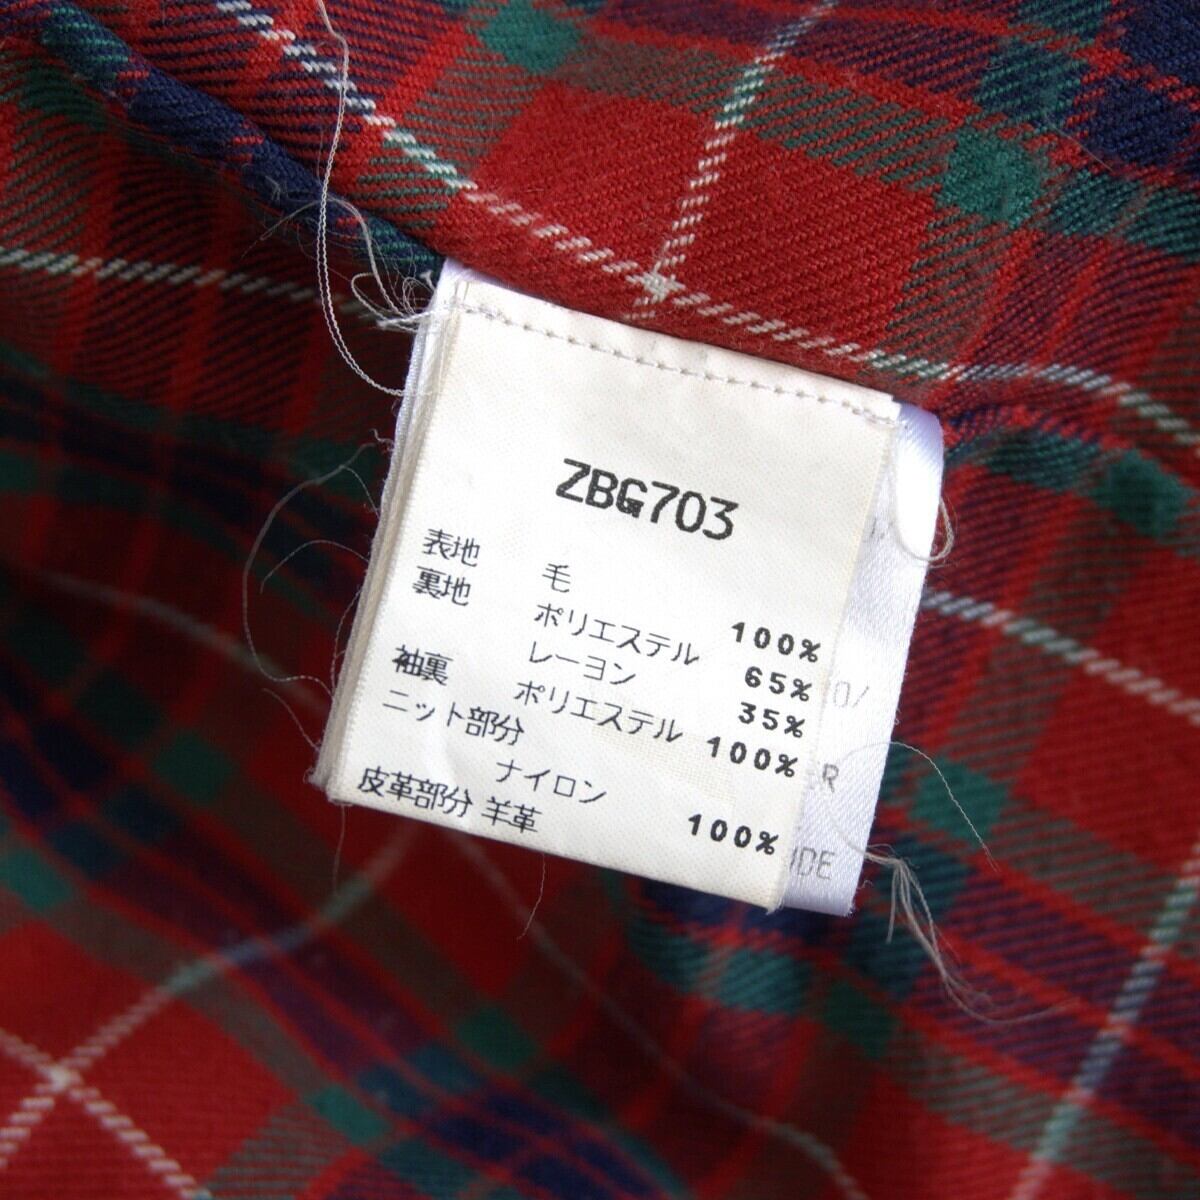 ZBG703
表地 毛 100%
裏地 ポリエステル 65%
レーヨン 35%
袖裏 ポリエステル 100%
ニット部分
ナイロン 100%
皮革部分 羊革